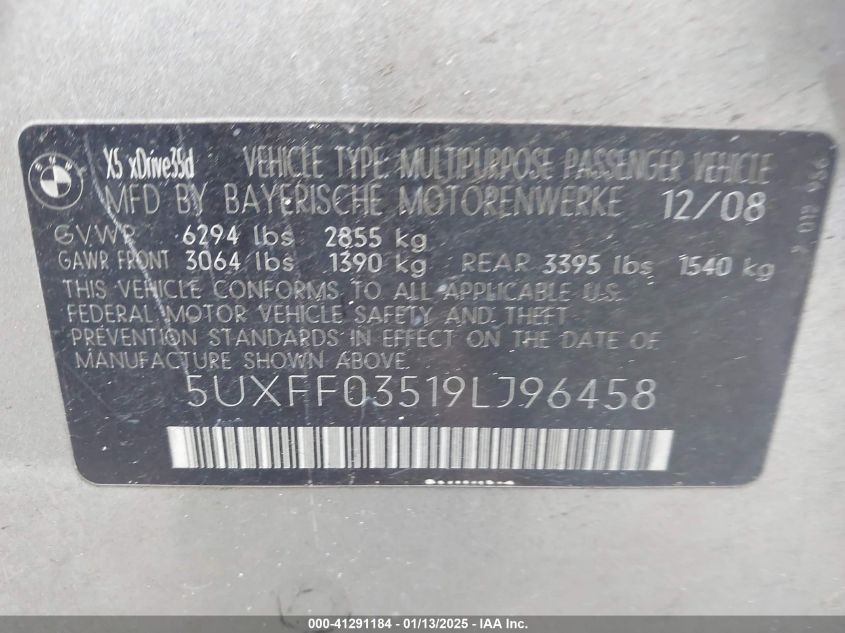 BMW
X5 xDrive35d VEHICLE TYPE: MULTIPURPOSE PASSENGER VEHICLE
MFD BY BAYERISCHE MOTORENWERKE 12/08
GVWR 6294 lbs 2855 kg
GAWR FRONT 3064 lbs 1390 kg REAR 3395 lbs 1540 kg
THIS VEHICLE CONFORMS TO ALL APPLICABLE U.S.
FEDERAL MOTOR VEHICLE SAFETY AND THEFT
PREVENTION STANDARDS IN EFFECT ON THE DATE OF
MANUFACTURE SHOWN ABOVE.
5UXFF03519LJ96458
000-41291184 - 01/13/2025 - IAA Inc.